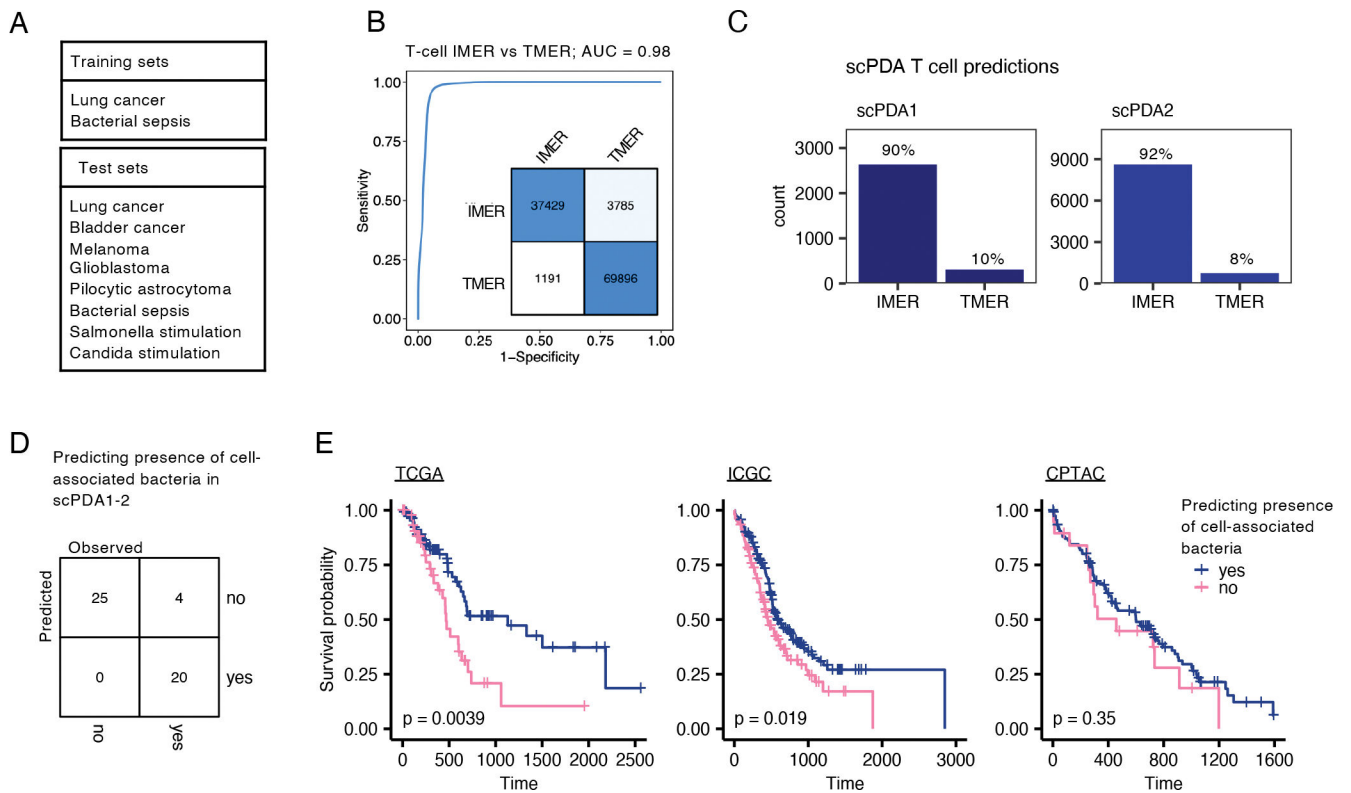 A
Training sets
Lung cancer
Bacterial sepsis
Test sets
Lung cancer
Bladder cancer
Melanoma
Glioblastoma
Pilocytic astrocytoma
Bacterial sepsis
Salmonella stimulation
Candida stimulation
B
T-cell IMER vs TMER; AUC = 0.98
Sensitivity
1.00
0.75
0.50
0.25
0.00
IMER TMER
IMER 37429 3785
TMER 1191 69896
0.00 0.25 0.50 0.75 1.00
1−Specificity
C
scPDA T cell predictions
scPDA1
count
3000
2000
1000
0
90%
10%
IMER TMER
scPDA2
9000
6000
3000
0
92%
8%
IMER TMER
D
Predicting presence of cell-
associated bacteria in
scPDA1-2
Observed
Predicted
25 4 no
0 20 yes
no yes
E
TCGA
Survival probability
1.00
0.75
0.50
0.25
0.00
p = 0.0039
0 500 1000 1500 2000 2500
Time
ICGC
1.00
0.75
0.50
0.25
0.00
p = 0.019
0 1000 2000 3000
Time
CPTAC
1.00
0.75
0.50
0.25
0.00
p = 0.35
0 400 800 1200 1600
Time
Predicting presence
of cell-associated
bacteria
yes
no